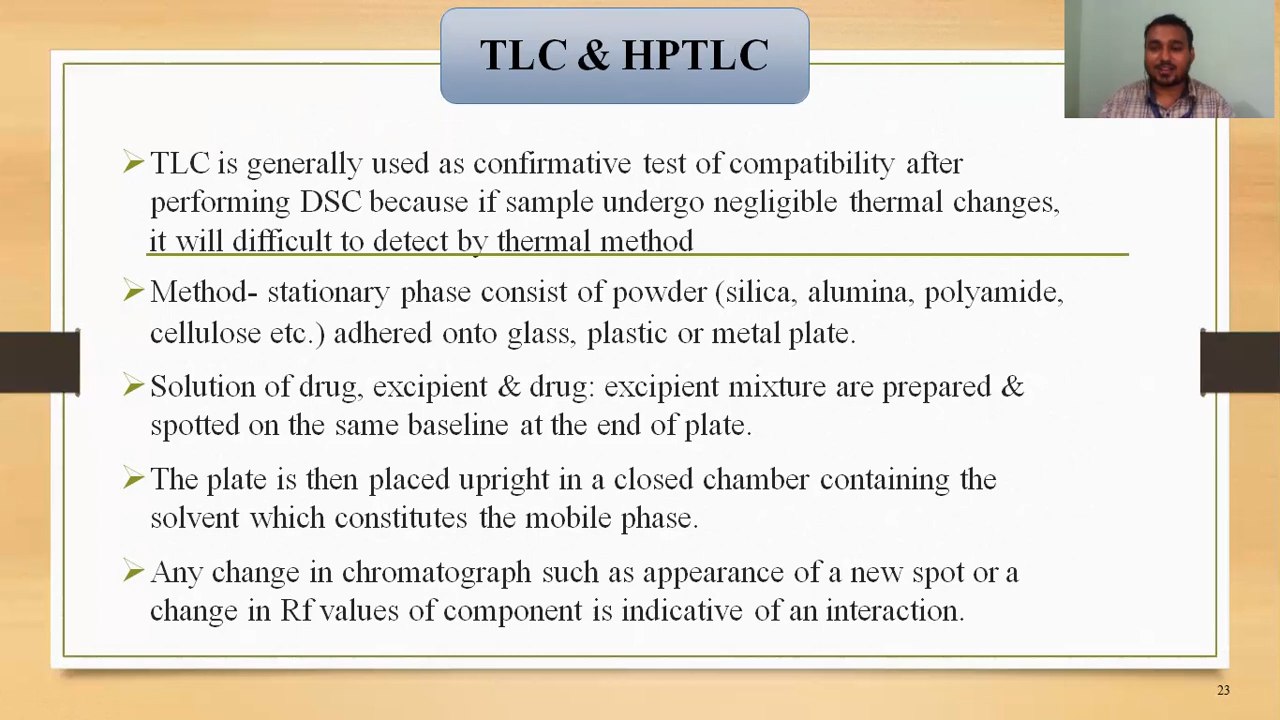 TLC & HPTLC
TLC is generally used as confirmative test of compatibility after
performing DSC because if sample undergo negligible thermal changes,
it will difficult to detect by thermal method
Method- stationary phase consist of powder (silica, alumina, polyamide,
cellulose etc.) adhered onto glass, plastic or metal plate.
Solution of drug, excipient & drug: excipient mixture are prepared &
spotted on the same baseline at the end of plate.
The plate is then placed upright in a closed chamber containing the
solvent which constitutes the mobile phase.
Any change in chromatograph such as appearance of a new spot or a
change in Rf values of component is indicative of an interaction.
23